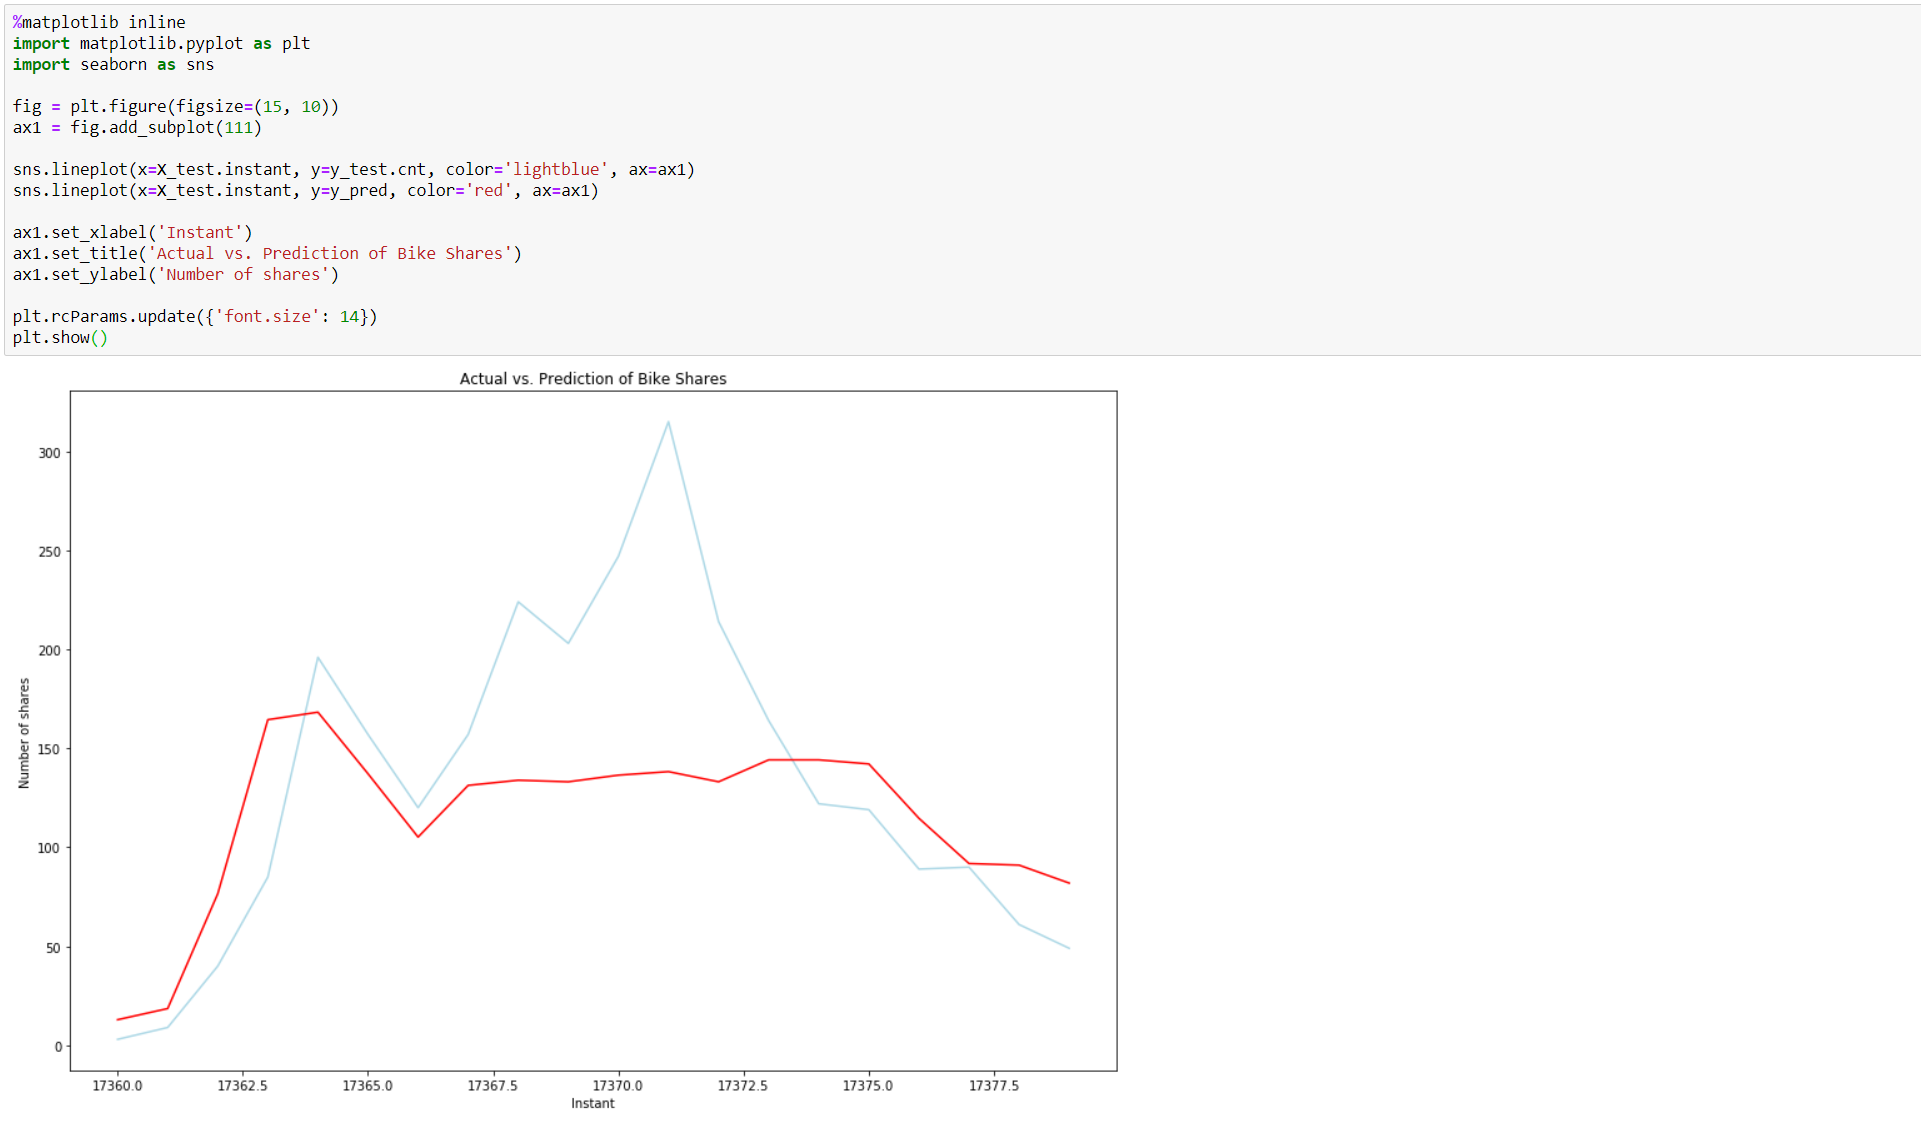 %matplotlib inline
import matplotlib.pyplot as plt
import seaborn as sns
fig = plt.figure(figsize=(15, 10))
ax1 = fig.add_subplot(111)
sns.lineplot(x=X_test.instant, y=y_test.cnt, color='lightblue', ax=ax1)
sns.lineplot(x=X_test.instant, y=y_pred, color='red', ax=ax1)
ax1.set_xlabel('Instant')
ax1.set_title('Actual vs. Prediction of Bike Shares')
ax1.set_ylabel('Number of shares')
plt.rcParams.update({'font.size': 14})
plt.show()
Actual vs. Prediction of Bike Shares
300
250
200
150
100
50
0
Number of shares
17360.0 17362.5 17365.0 17367.5 17370.0 17372.5 17375.0 17377.5
Instant